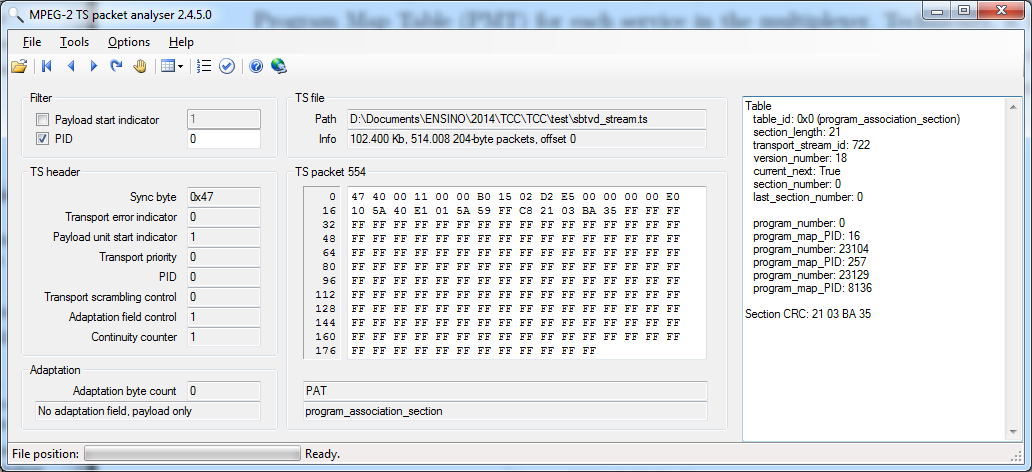 Program Map Table (PMT) for each service in the multiplexer.
MPEG-2 TS packet analyser 2.4.5.0
File Tools Options Help
Filter
Payload start indicator 1
PID 0
TS file
Path D:\Documents\ENSINO\2014\TCC\TCC\test\sbtvd_stream.ts
Info 102.400 Kb, 514.008 204-byte packets, offset 0
TS header
Sync byte 0x47
Transport error indicator 0
Payload unit start indicator 1
Transport priority 0
PID 0
Transport scrambling control 0
Adaptation field control 1
Continuity counter 1
Adaptation
Adaptation byte count 0
No adaptation field, payload only
TS packet 554
0 47 40 00 11 00 00 B0 15 02 D2 E5 00 00 00 00 E0
16 10 5A 40 E1 01 5A 59 FF C8 21 03 BA 35 FF FF FF
32 FF FF FF FF FF FF FF FF FF FF FF FF FF FF FF FF
48 FF FF FF FF FF FF FF FF FF FF FF FF FF FF FF FF
64 FF FF FF FF FF FF FF FF FF FF FF FF FF FF FF FF
80 FF FF FF FF FF FF FF FF FF FF FF FF FF FF FF FF
96 FF FF FF FF FF FF FF FF FF FF FF FF FF FF FF FF
112 FF FF FF FF FF FF FF FF FF FF FF FF FF FF FF FF
128 FF FF FF FF FF FF FF FF FF FF FF FF FF FF FF FF
144 FF FF FF FF FF FF FF FF FF FF FF FF FF FF FF FF
160 FF FF FF FF FF FF FF FF FF FF FF FF FF FF FF FF
176 FF FF FF FF FF FF FF FF FF FF FF FF
PAT
program_association_section
Table
table_id: 0x0 (program_association_section)
section_length: 21
transport_stream_id: 722
version_number: 18
current_next: True
section_number: 0
last_section_number: 0
program_number: 0
program_map_PID: 16
program_number: 23104
program_map_PID: 257
program_number: 23129
program_map_PID: 8136
Section CRC: 21 03 BA 35
File position: Ready.